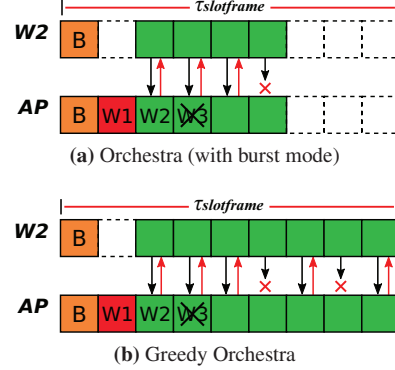 τslotframe
W2 B
AP B W1 W2 W3
(a) Orchestra (with burst mode)
τslotframe
W2 B
AP B W1 W2 W3
(b) Greedy Orchestra